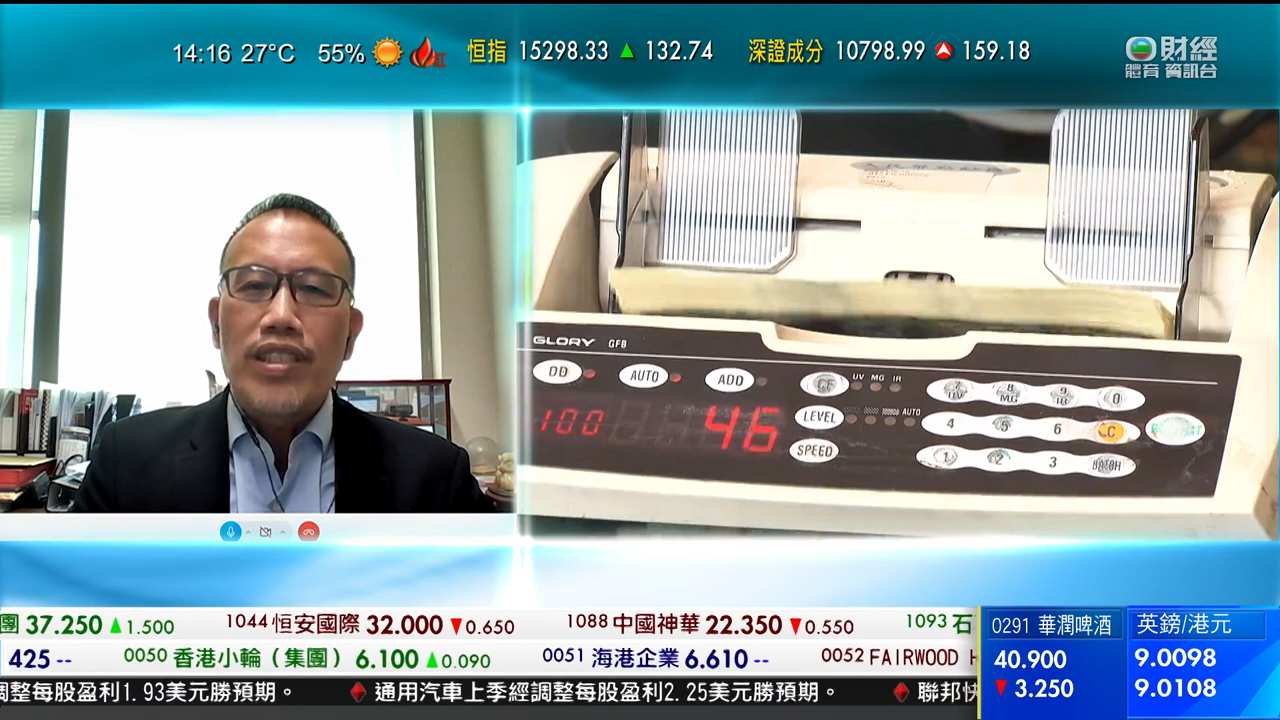 14:16 27°C 55% 恒指 15298.33 ▲ 132.74 深證成分 10798.99 159.18
財經
體育 資訊台
GLORY GFB
DD AUTO ADD CF UV MG IR
LEVEL AUTO
SPEED
100 46
7 UV 8 MG 9 IR 0
4 5 6 C
1 2 3 BATCH
團 37.250 ▲ 1.500 1044 恒安國際 32.000 ▼ 0.650 1088 中國神華 22.350 ▼ 0.550 1093 石
425 -- 0050 香港小輪(集團) 6.100 ▲ 0.090 0051 海港企業 6.610 -- 0052 FAIRWOOD H
調整每股盈利1.93美元勝預期。 通用汽車上季經調整每股盈利2.25美元勝預期。 聯邦快
0291 華潤啤酒
40.900
▼ 3.250
英鎊/港元
9.0098
9.0108